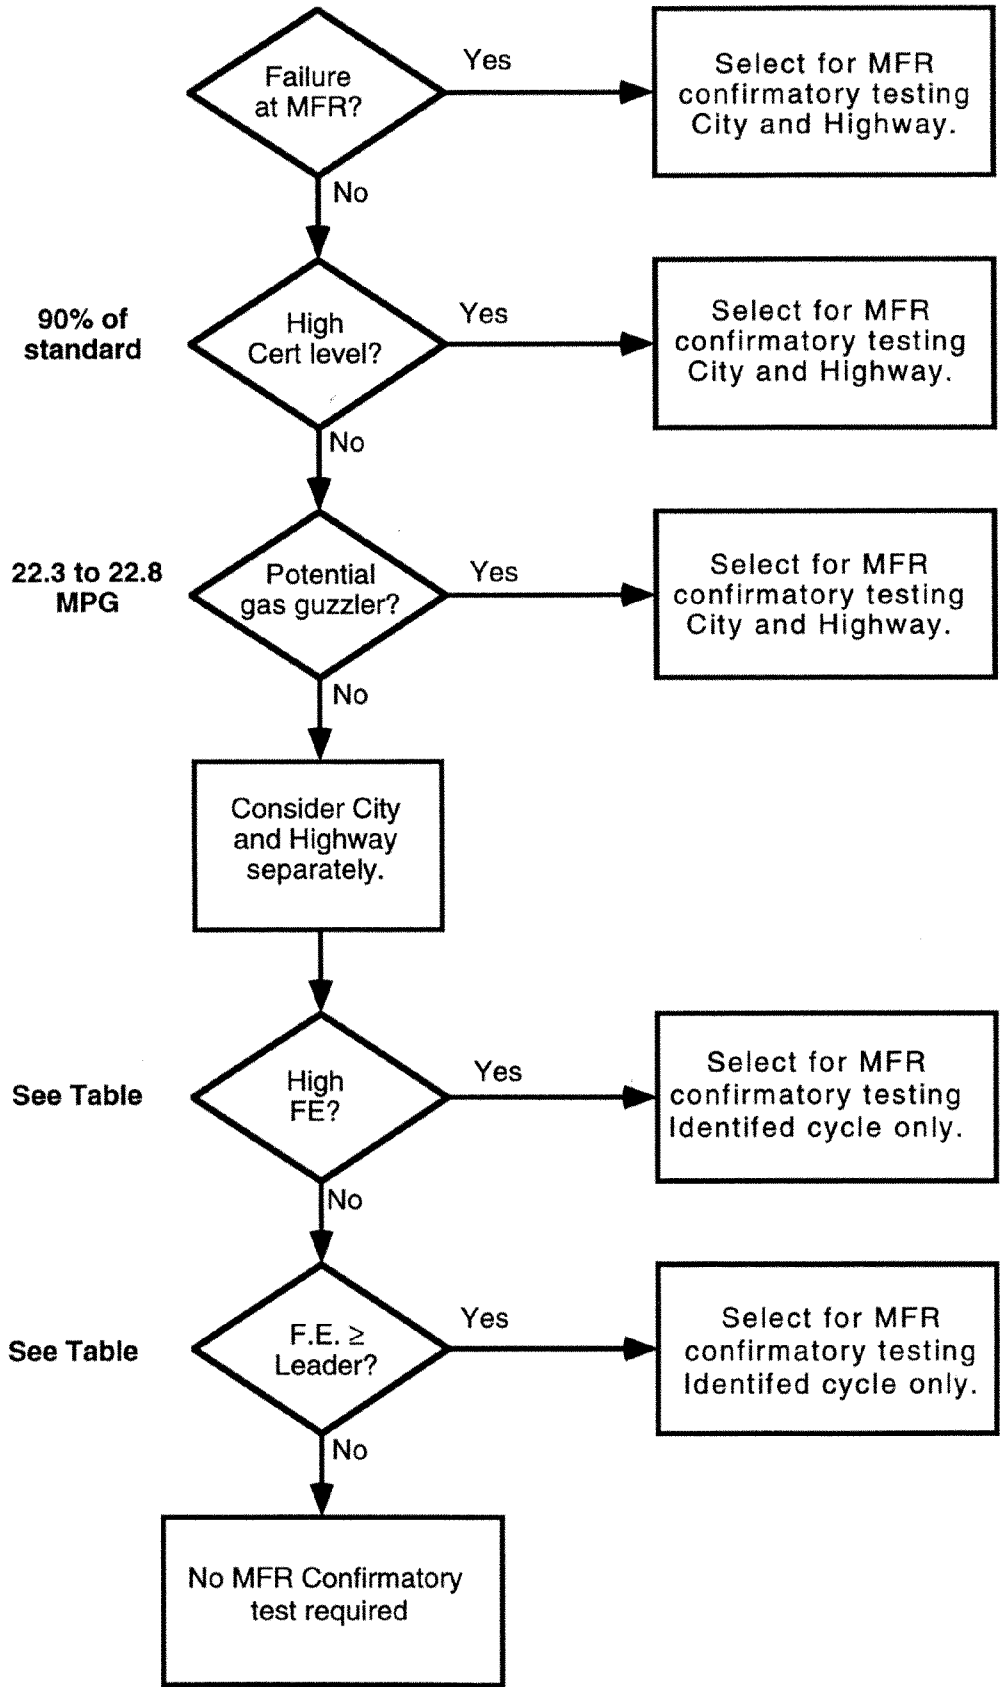 Failure
at MFR?
Yes
Select for MFR
confirmatory testing
City and Highway.
No
90% of
standard
High
Cert level?
Yes
Select for MFR
confirmatory testing
City and Highway.
No
22.3 to 22.8
MPG
Potential
gas guzzler?
Yes
Select for MFR
confirmatory testing
City and Highway.
No
Consider City
and Highway
separately.
See Table
High
FE?
Yes
Select for MFR
confirmatory testing
Identifed cycle only.
No
See Table
F.E. ≥
Leader?
Yes
Select for MFR
confirmatory testing
Identifed cycle only.
No
No MFR Confirmatory
test required